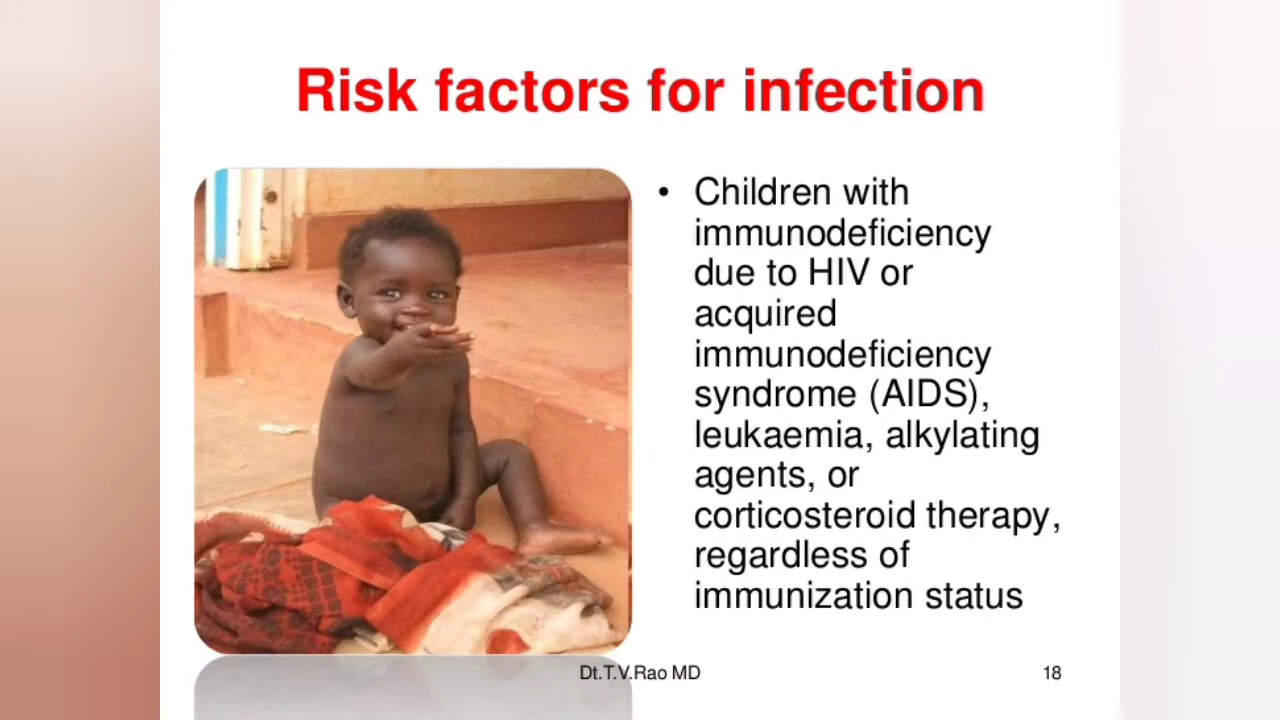 Risk factors for infection
• Children with
immunodeficiency
due to HIV or
acquired
immunodeficiency
syndrome (AIDS),
leukaemia, alkylating
agents, or
corticosteroid therapy,
regardless of
immunization status
Dt.T.V.Rao MD
18